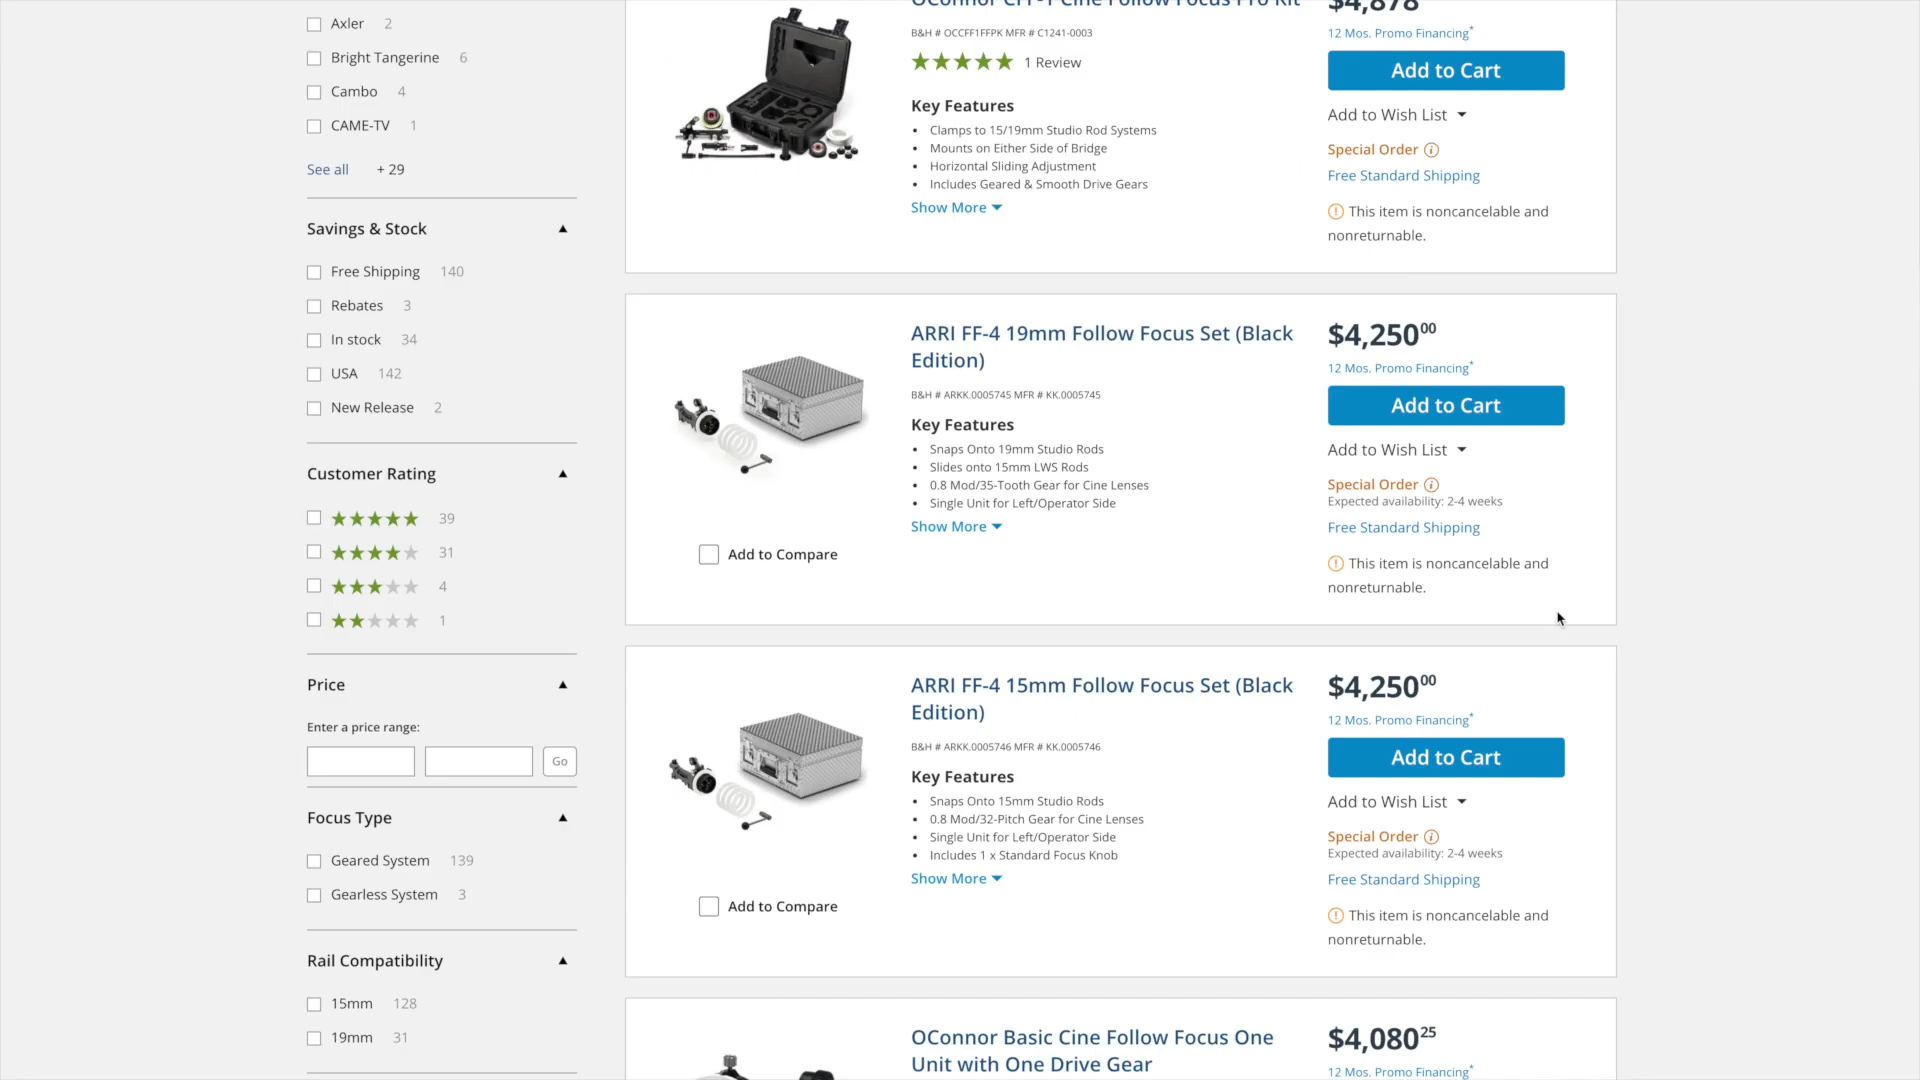 Axler 2
Bright Tangerine 6
Cambo 4
CAME-TV 1
See all + 29
Savings & Stock
Free Shipping 140
Rebates 3
In stock 34
USA 142
New Release 2
Customer Rating
39
31
4
1
Price
Enter a price range:
Go
Focus Type
Geared System 139
Gearless System 3
Rail Compatibility
15mm 128
19mm 31
OConnor CFF-1 Cine Follow Focus Pro Kit
B&H # OCCFF1FFPK MFR # C1241-0003
1 Review
Key Features
• Clamps to 15/19mm Studio Rod Systems
• Mounts on Either Side of Bridge
• Horizontal Sliding Adjustment
• Includes Geared & Smooth Drive Gears
Show More
$4,878
12 Mos. Promo Financing*
Add to Cart
Add to Wish List
Special Order
Free Standard Shipping
This item is noncancelable and
nonreturnable.
ARRI FF-4 19mm Follow Focus Set (Black
Edition)
B&H # ARKK.0005745 MFR # KK.0005745
Key Features
• Snaps Onto 19mm Studio Rods
• Slides onto 15mm LWS Rods
• 0.8 Mod/35-Tooth Gear for Cine Lenses
• Single Unit for Left/Operator Side
Show More
Add to Compare
$4,250.00
12 Mos. Promo Financing*
Add to Cart
Add to Wish List
Special Order
Expected availability: 2-4 weeks
Free Standard Shipping
This item is noncancelable and
nonreturnable.
ARRI FF-4 15mm Follow Focus Set (Black
Edition)
B&H # ARKK.0005746 MFR # KK.0005746
Key Features
• Snaps Onto 15mm Studio Rods
• 0.8 Mod/32-Pitch Gear for Cine Lenses
• Single Unit for Left/Operator Side
• Includes 1 x Standard Focus Knob
Show More
Add to Compare
$4,250.00
12 Mos. Promo Financing*
Add to Cart
Add to Wish List
Special Order
Expected availability: 2-4 weeks
Free Standard Shipping
This item is noncancelable and
nonreturnable.
OConnor Basic Cine Follow Focus One
Unit with One Drive Gear
$4,080.25
12 Mos. Promo Financing*